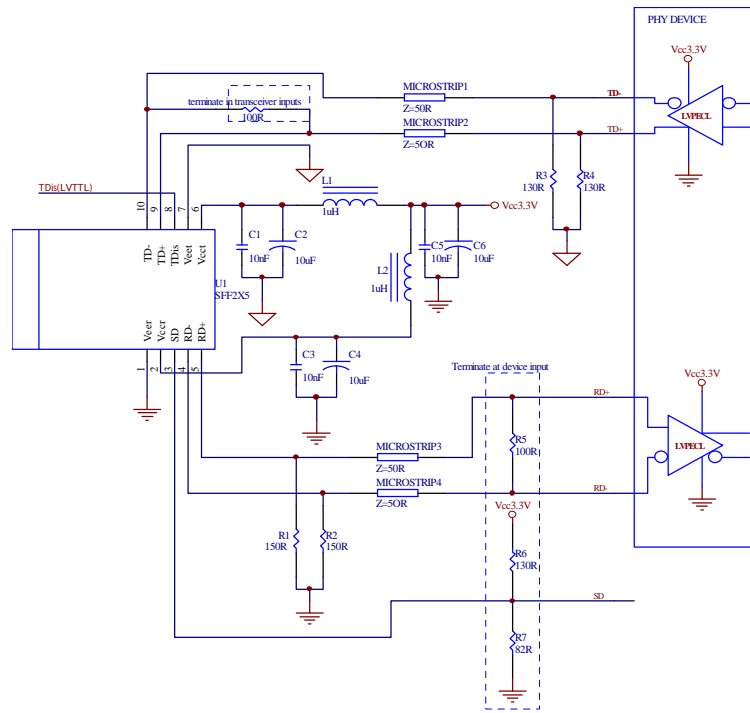 PHY DEVICE
Vcc3.3V
MICROSTRIP1
Z=50R
TD-
terminate in transceiver inputs
100R
LVPECL
MICROSTRIP2
Z=5OR
TD+
TDis(LVTTL)
L1
1uH
R3
130R
R4
130R
10
9
8
7
6
TD-
TD+
TDis
Veet
Vcct
C1
10nF
C2
10uF
Vcc3.3V
L2
1uH
C5
10nF
C6
10uF
U1
SFF2X5
Veer
Vccr
SD
RD-
RD+
1
2
3
4
5
C3
10nF
C4
10uF
Terminate at device input
Vcc3.3V
RD+
R5
100R
LVPECL
MICROSTRIP3
Z=50R
MICROSTRIP4
Z=5OR
RD-
Vcc3.3V
R1
150R
R2
150R
R6
130R
SD
R7
82R